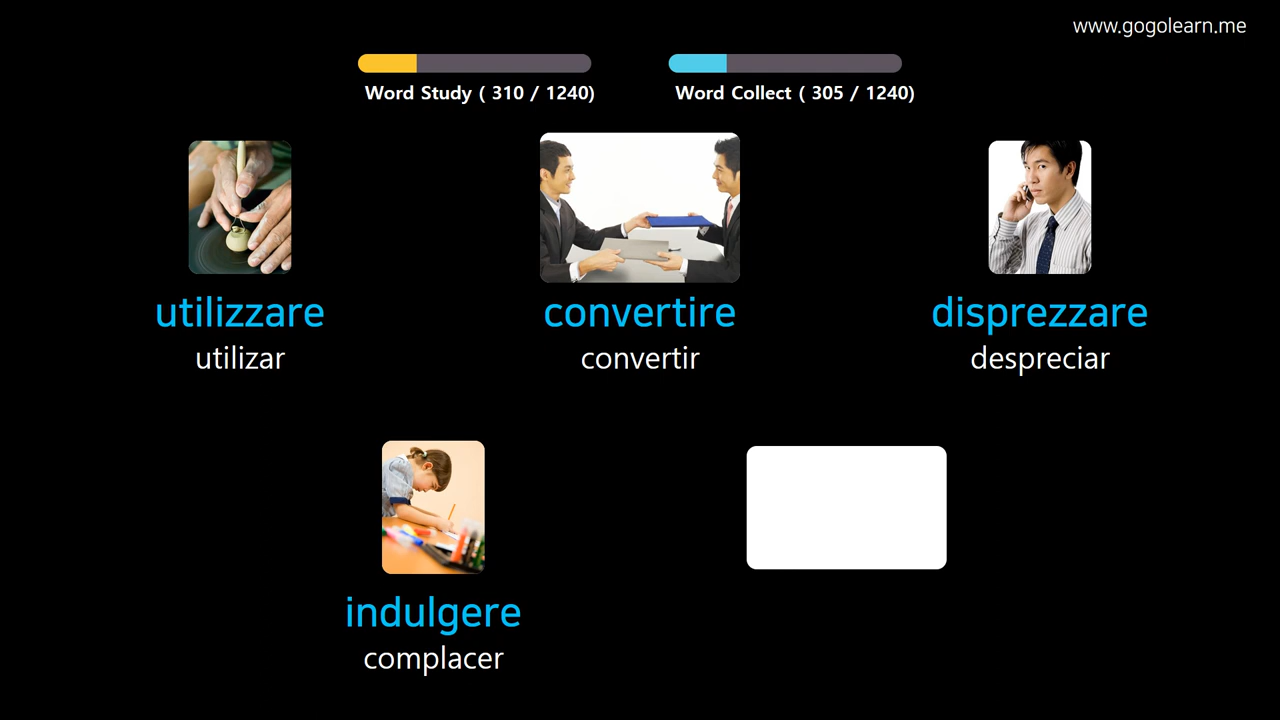 www.gogolearn.me
Word Study ( 310 / 1240)
Word Collect ( 305 / 1240)
utilizzare
utilizar
convertire
convertir
disprezzare
despreciar
indulgere
complacer